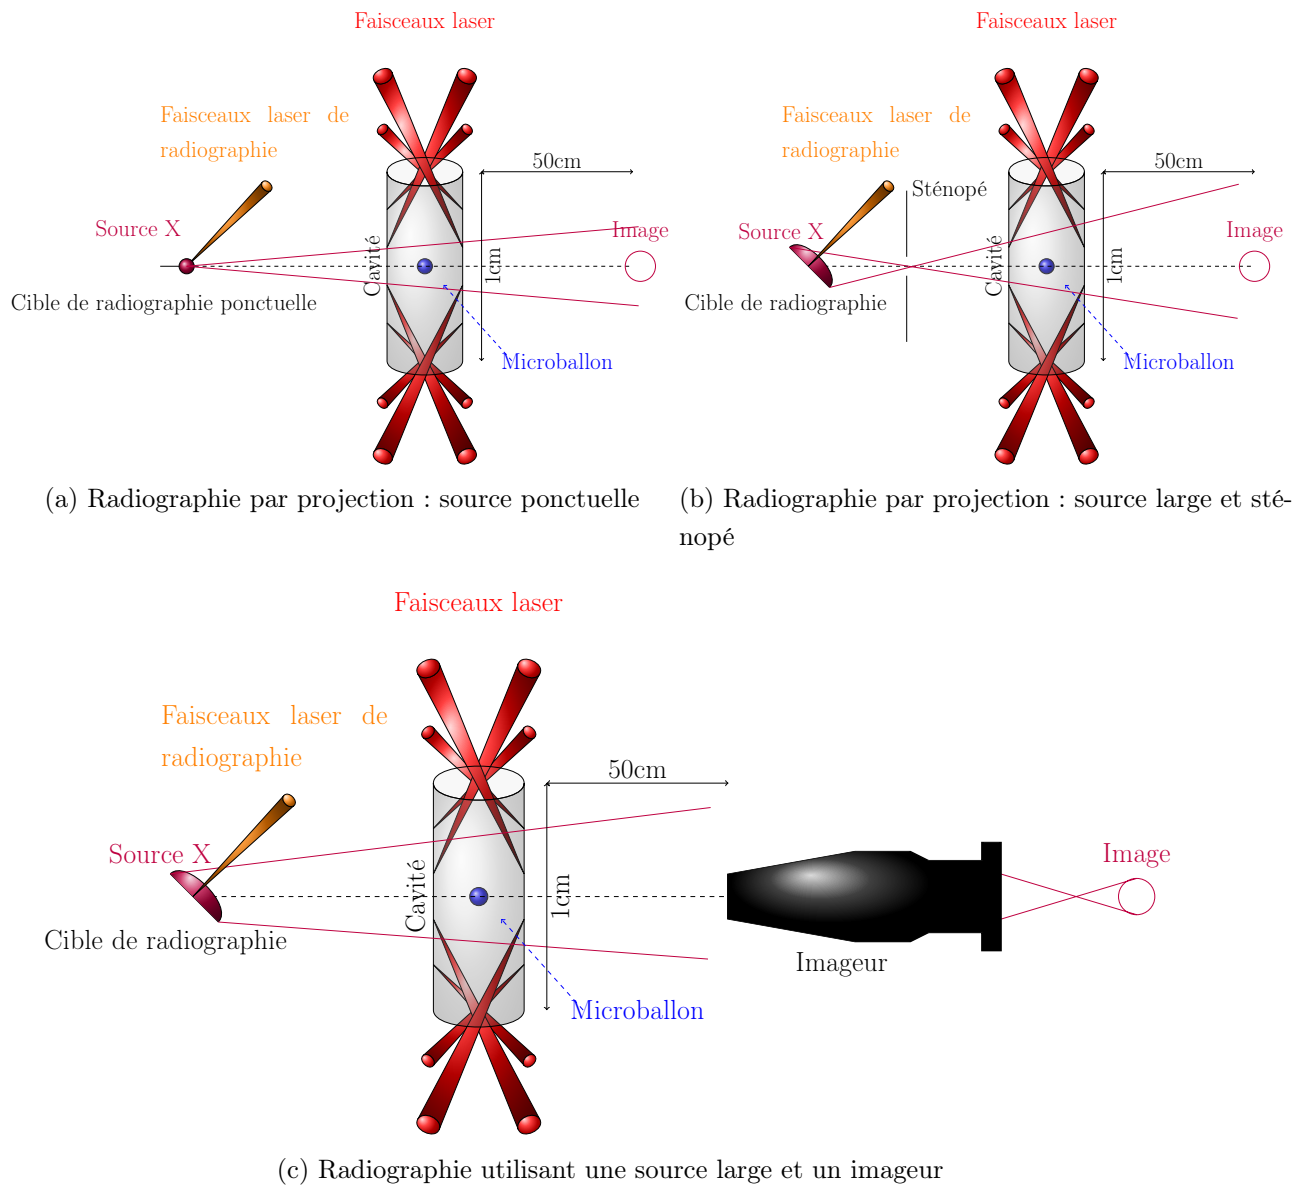 Faisceaux laser
Faisceaux laser de
radiographie
50cm
Source X
Image
Cavité
1cm
Cible de radiographie ponctuelle
Microballon
(a) Radiographie par projection : source ponctuelle
Faisceaux laser
Faisceaux laser de
radiographie
50cm
Sténopé
Source X
Image
Cavité
1cm
Cible de radiographie
Microballon
(b) Radiographie par projection : source large et sté-
nopé
Faisceaux laser
Faisceaux laser de
radiographie
50cm
Source X
Image
Cavité
1cm
Cible de radiographie
Imageur
Microballon
(c) Radiographie utilisant une source large et un imageur